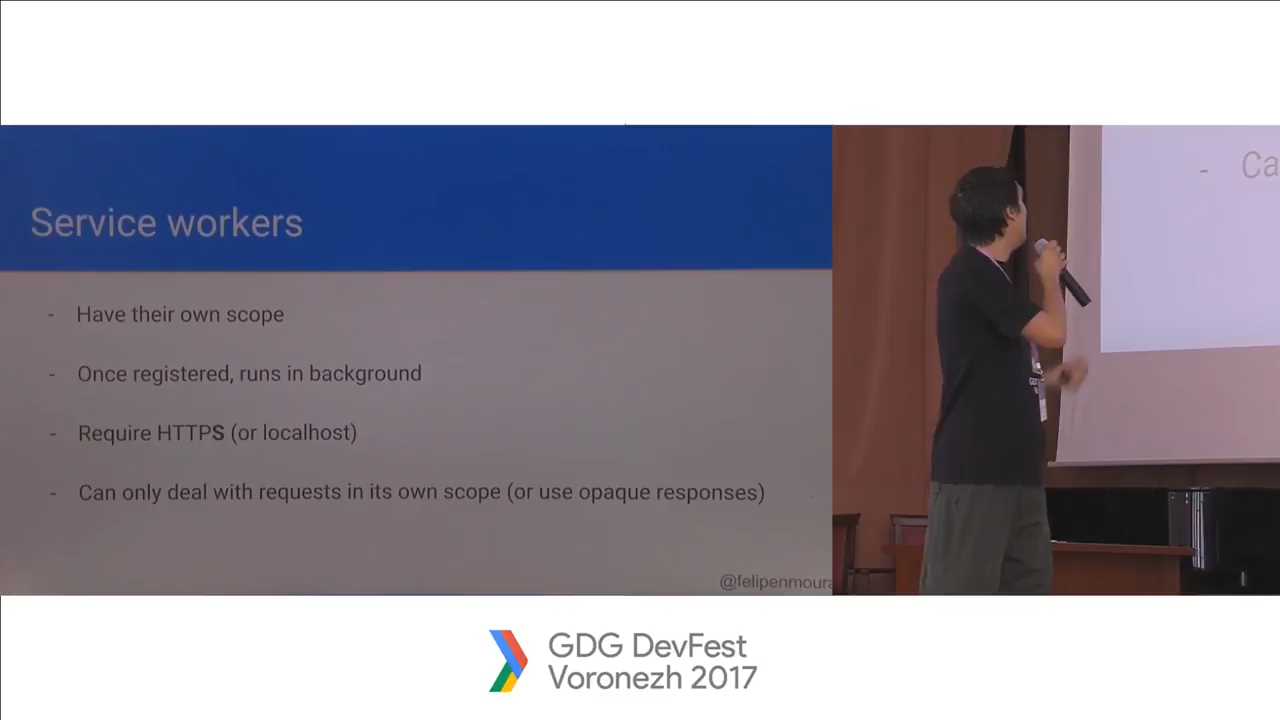 Service workers
- Have their own scope
- Once registered, runs in background
- Require HTTPS (or localhost)
- Can only deal with requests in its own scope (or use opaque responses)
@felipenmoura
- Ca
GDG DevFest
Voronezh 2017